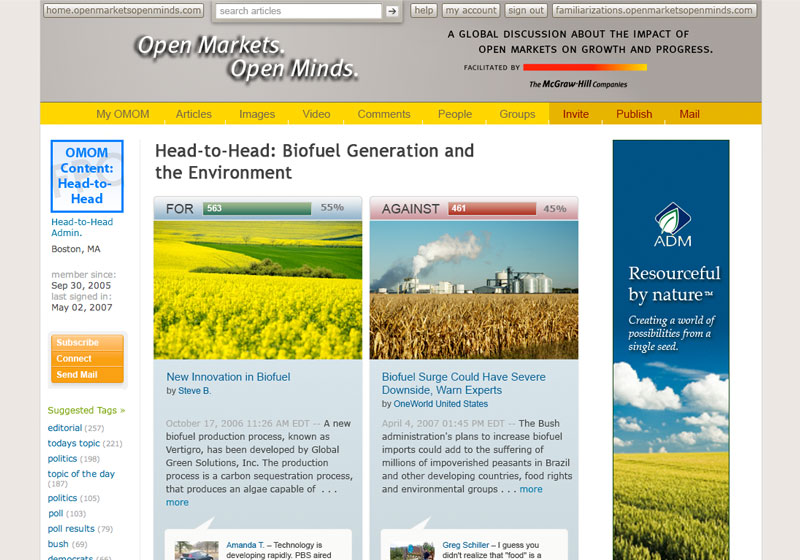 home.openmarketsopenminds.com
search articles
help
my account
sign out
familiarizations.openmarketsopenminds.com
Open Markets.
Open Minds.
A GLOBAL DISCUSSION ABOUT THE IMPACT OF
OPEN MARKETS ON GROWTH AND PROGRESS.
FACILITATED BY
The McGraw·Hill Companies
My OMOM
Articles
Images
Video
Comments
People
Groups
Invite
Publish
Mail
OMOM
Content:
Head-to-
Head
Head-to-Head
Admin.
Boston, MA
member since:
Sep 30, 2005
last signed in:
May 02, 2007
Subscribe
Connect
Send Mail
Suggested Tags »
editorial (257)
todays topic (221)
politics (198)
topic of the day
(187)
politics (105)
poll (103)
poll results (79)
bush (69)
democrats (66)
Head-to-Head: Biofuel Generation and
the Environment
FOR 563 55%
New Innovation in Biofuel
by Steve B.
October 17, 2006 11:26 AM EDT -- A new
biofuel production process, known as
Vertigro, has been developed by Global
Green Solutions, Inc. The production
process is a carbon sequestration process,
that produces an algae capable of . . .
more
Amanda T. – Technology is
developing rapidly. PBS aired
AGAINST 461 45%
Biofuel Surge Could Have Severe
Downside, Warn Experts
by OneWorld United States
April 4, 2007 01:45 PM EDT -- The Bush
administration's plans to increase biofuel
imports could add to the suffering of
millions of impoverished peasants in Brazil
and other developing countries, food rights
and environmental groups . . . more
Greg Schiller – I guess you
didn't realize that "food" is a
ADM
Resourceful
by nature™
Creating a world of
possibilities from a
single seed.